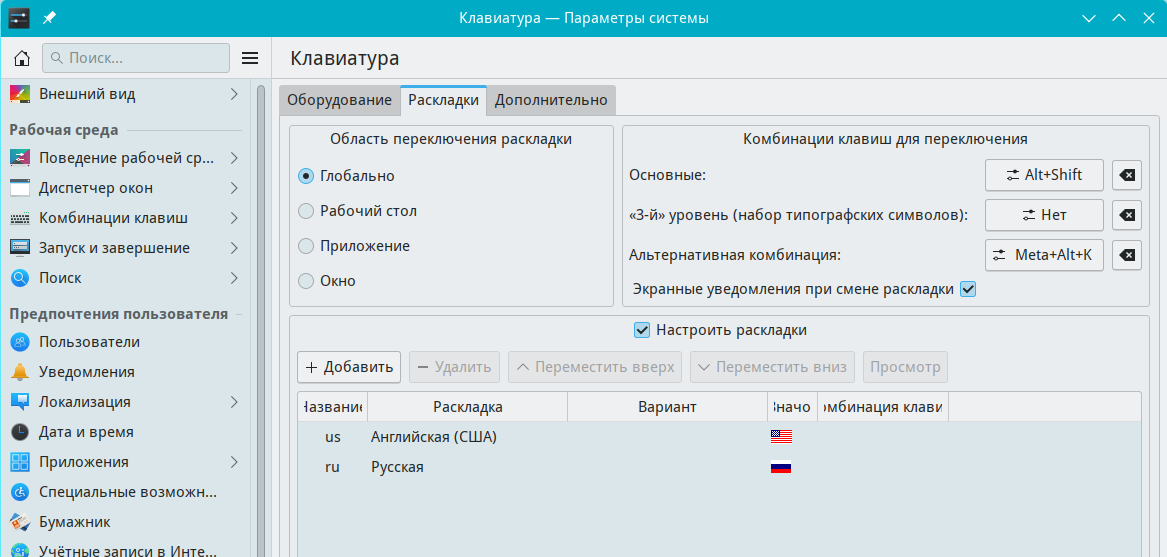 Клавиатура — Параметры системы
Поиск...
Клавиатура
Внешний вид
Рабочая среда
Поведение рабочей ср...
Диспетчер окон
Комбинации клавиш
Запуск и завершение
Поиск
Предпочтения пользователя
Пользователи
Уведомления
Локализация
Дата и время
Приложения
Специальные возможн...
Бумажник
Учётные записи в Инте...
Оборудование Раскладки Дополнительно
Область переключения раскладки
Глобально
Рабочий стол
Приложение
Окно
Комбинации клавиш для переключения
Основные: Alt+Shift
«3-й» уровень (набор типографских символов): Нет
Альтернативная комбинация: Meta+Alt+K
Экранные уведомления при смене раскладки
Настроить раскладки
Добавить Удалить Переместить вверх Переместить вниз Просмотр
Название Раскладка Вариант Значо омбинация клави
us Английская (США)
ru Русская